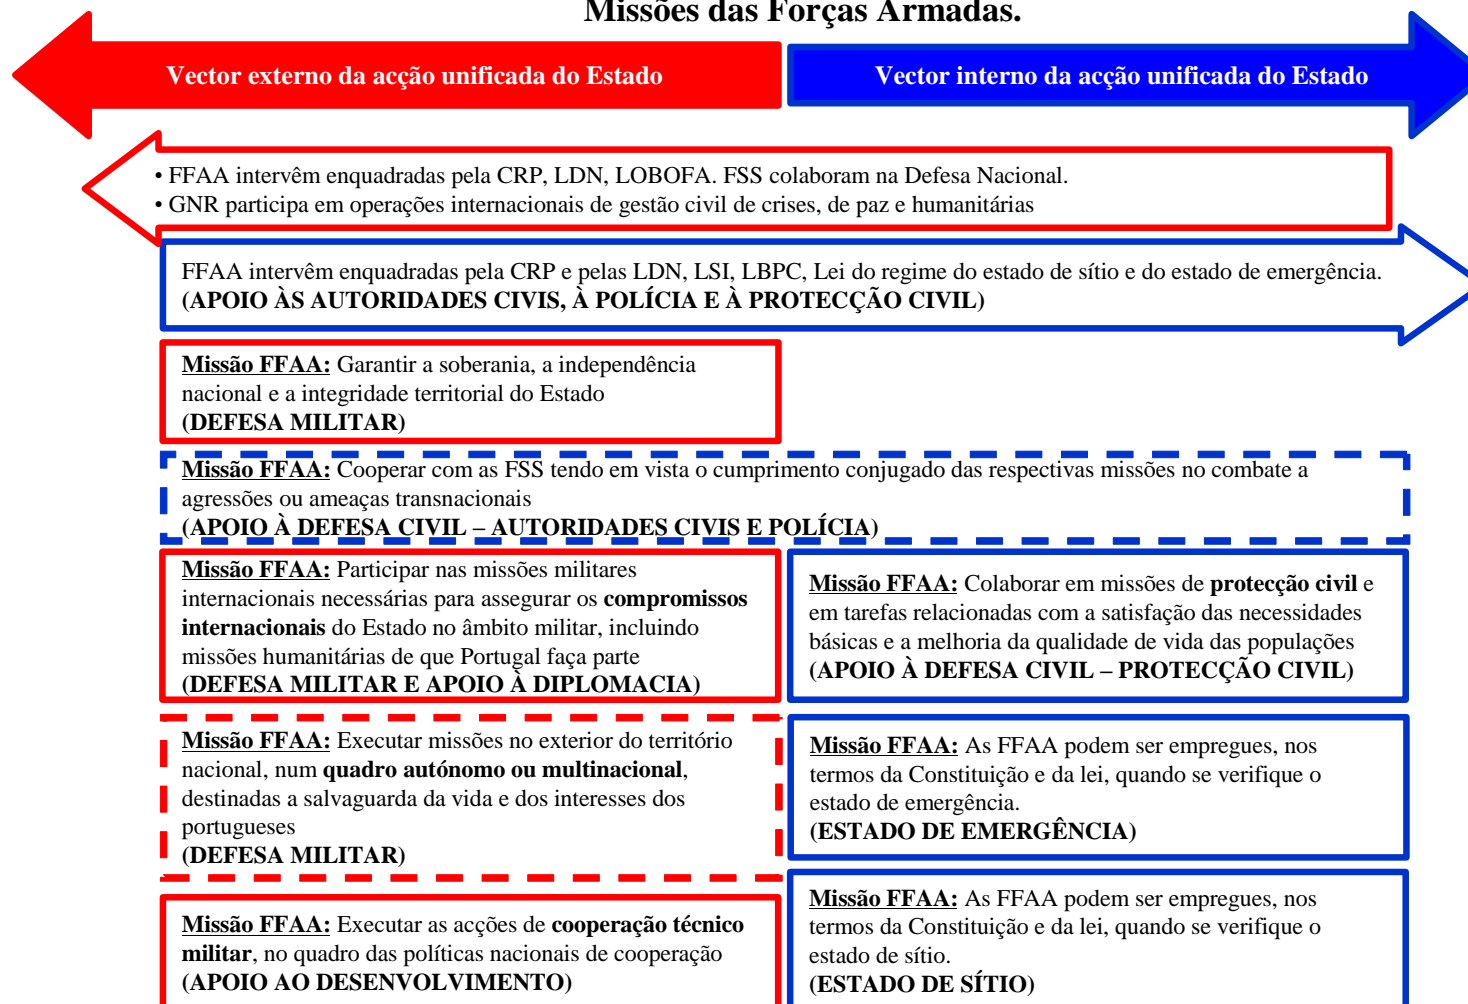 Missões das Forças Armadas.
Vector externo da acção unificada do Estado
Vector interno da acção unificada do Estado
• FFAA intervêm enquadradas pela CRP, LDN, LOBOFA. FSS colaboram na Defesa Nacional.
• GNR participa em operações internacionais de gestão civil de crises, de paz e humanitárias
FFAA intervêm enquadradas pela CRP e pelas LDN, LSI, LBPC, Lei do regime do estado de sítio e do estado de emergência.
(APOIO ÀS AUTORIDADES CIVIS, À POLÍCIA E À PROTECÇÃO CIVIL)
Missão FFAA: Garantir a soberania, a independência
nacional e a integridade territorial do Estado
(DEFESA MILITAR)
Missão FFAA: Cooperar com as FSS tendo em vista o cumprimento conjugado das respectivas missões no combate a
agressões ou ameaças transnacionais
(APOIO À DEFESA CIVIL – AUTORIDADES CIVIS E POLÍCIA)
Missão FFAA: Participar nas missões militares
internacionais necessárias para assegurar os compromissos
internacionais do Estado no âmbito militar, incluindo
missões humanitárias de que Portugal faça parte
(DEFESA MILITAR E APOIO À DIPLOMACIA)
Missão FFAA: Colaborar em missões de protecção civil e
em tarefas relacionadas com a satisfação das necessidades
básicas e a melhoria da qualidade de vida das populações
(APOIO À DEFESA CIVIL – PROTECÇÃO CIVIL)
Missão FFAA: Executar missões no exterior do território
nacional, num quadro autónomo ou multinacional,
destinadas a salvaguarda da vida e dos interesses dos
portugueses
(DEFESA MILITAR)
Missão FFAA: As FFAA podem ser empregues, nos
termos da Constituição e da lei, quando se verifique o
estado de emergência.
(ESTADO DE EMERGÊNCIA)
Missão FFAA: Executar as acções de cooperação técnico
militar, no quadro das políticas nacionais de cooperação
(APOIO AO DESENVOLVIMENTO)
Missão FFAA: As FFAA podem ser empregues, nos
termos da Constituição e da lei, quando se verifique o
estado de sítio.
(ESTADO DE SÍTIO)